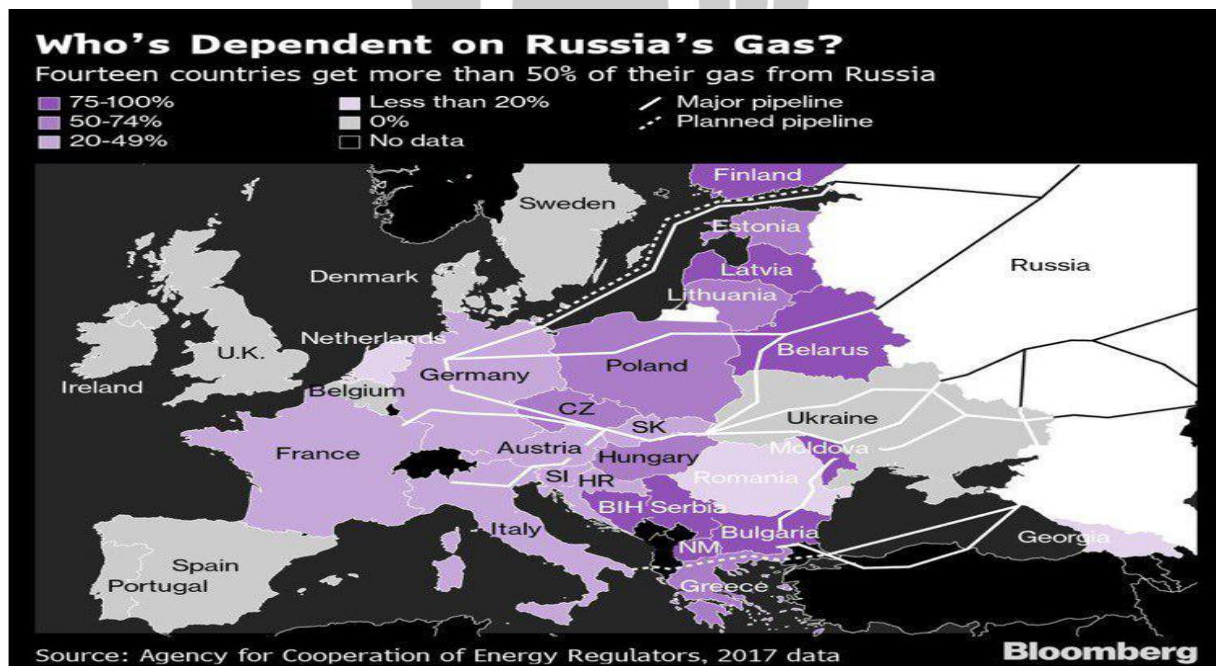 Who's Dependent on Russia's Gas?
Fourteen countries get more than 50% of their gas from Russia
75-100%
50-74%
20-49%
Less than 20%
0%
No data
Major pipeline
Planned pipeline
Finland
Sweden
Estonia
Russia
Denmark
Latvia
Lithuania
Netherlands
U.K.
Belarus
Ireland
Germany
Poland
Belgium
CZ
Ukraine
SK
France
Austria
Moldova
Hungary
Romania
SI
HR
BIH
Serbia
Italy
Bulgaria
Georgia
NM
Spain
Portugal
Greece
Source: Agency for Cooperation of Energy Regulators, 2017 data
Bloomberg